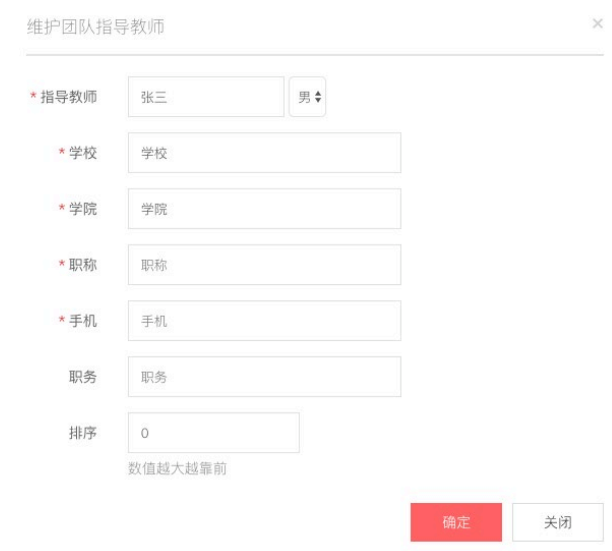 维护团队指导教师 ×
* 指导教师 张三 男
* 学校 学校
* 学院 学院
* 职称 职称
* 手机 手机
职务 职务
排序 0
数值越大越靠前
确定 关闭